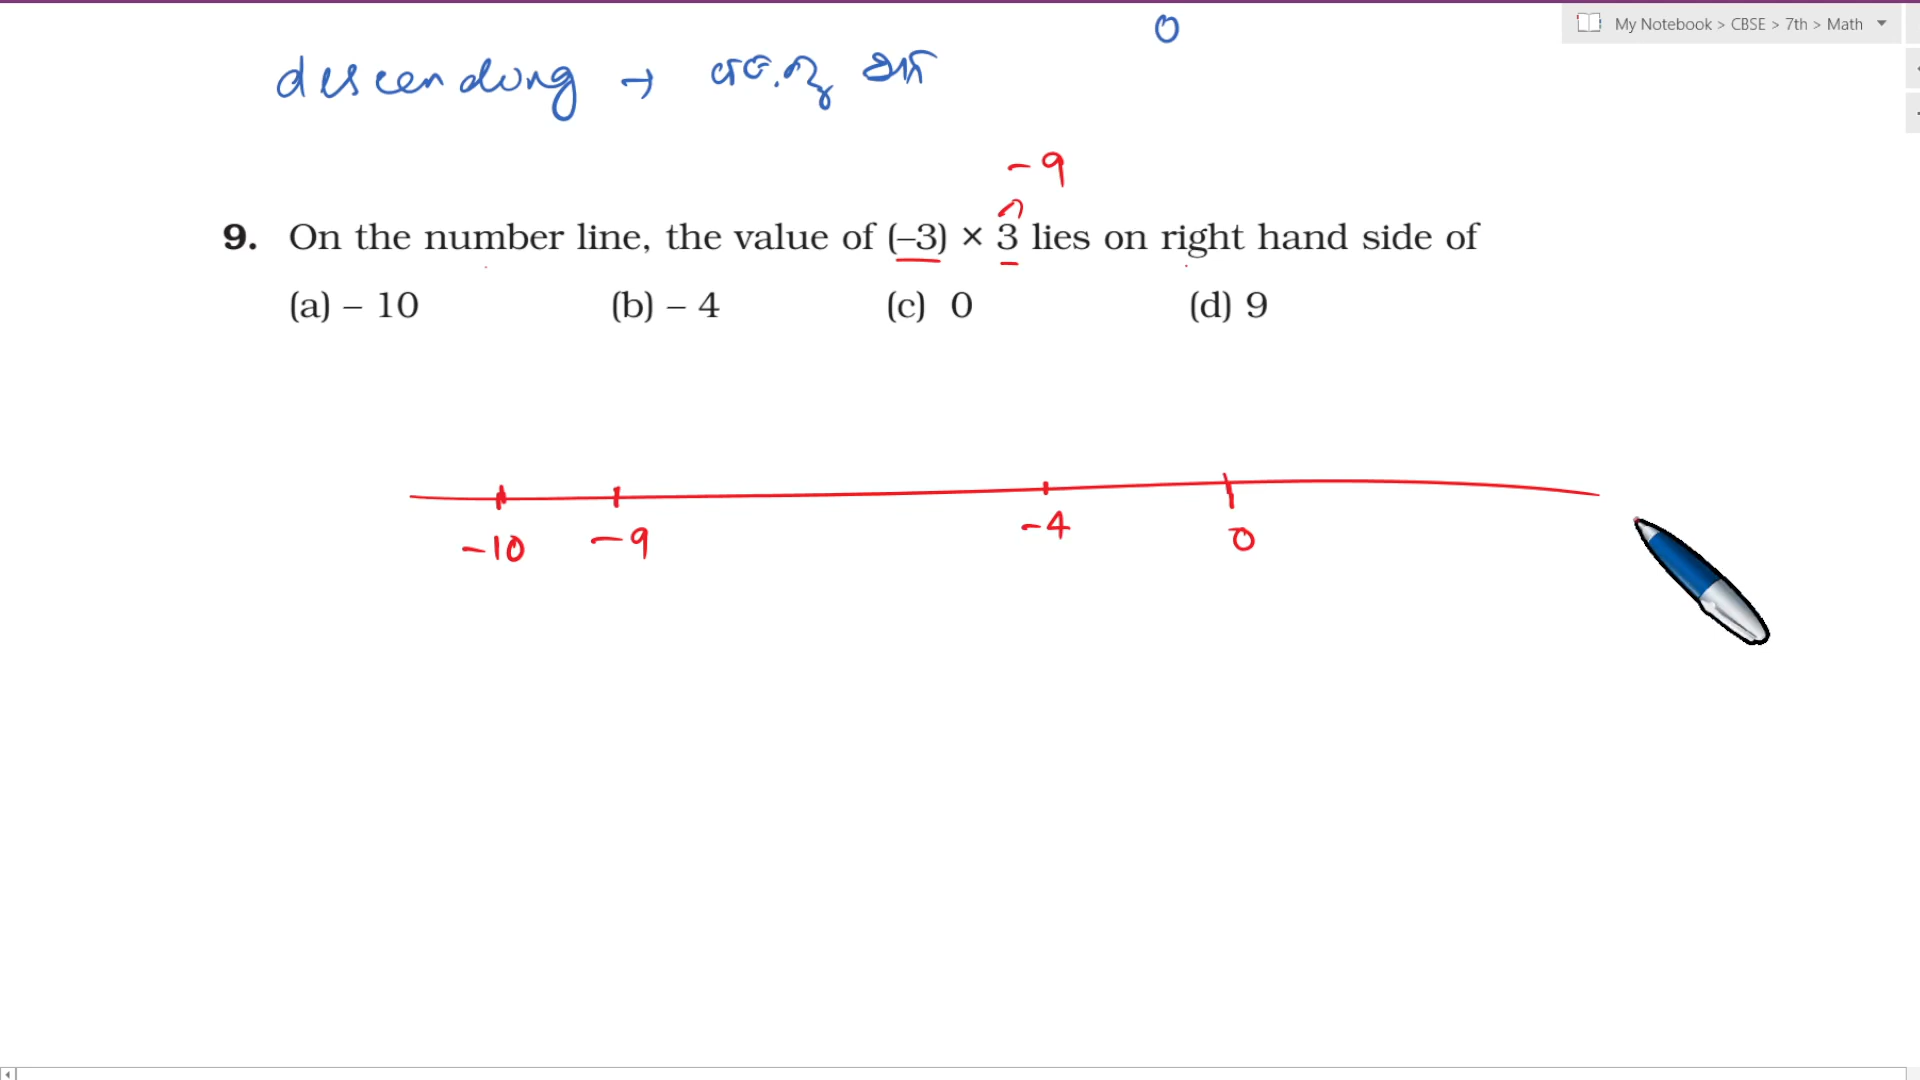 0
My Notebook > CBSE > 7th > Math
descending →
-9
9. On the number line, the value of (–3) × 3 lies on right hand side of
(a) – 10 (b) – 4 (c) 0 (d) 9
-10 -9 -4 0